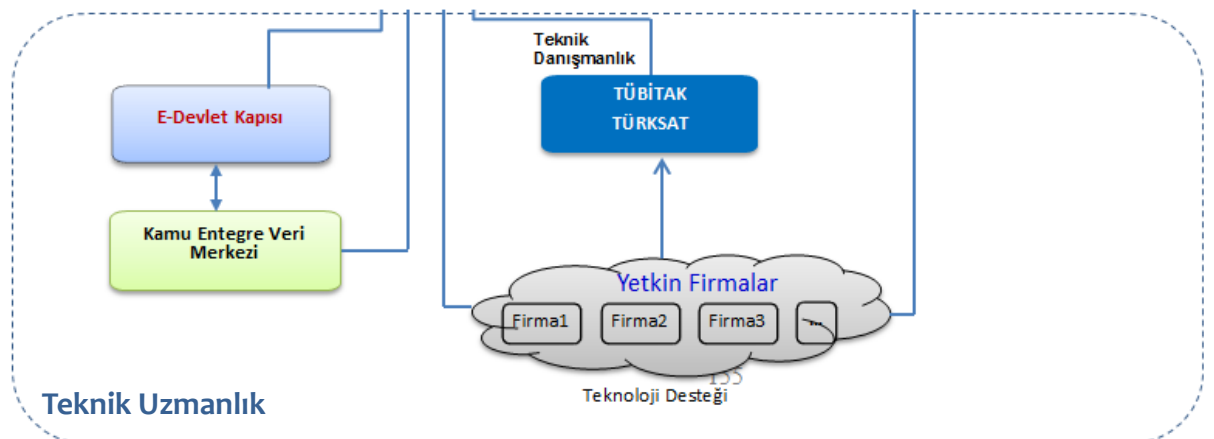 Teknik
Danışmanlık
TÜBİTAK
TÜRKSAT
E-Devlet Kapısı
Kamu Entegre Veri
Merkezi
Yetkin Firmalar
Firma1 Firma2 Firma3 ...
155
Teknoloji Desteği
Teknik Uzmanlık